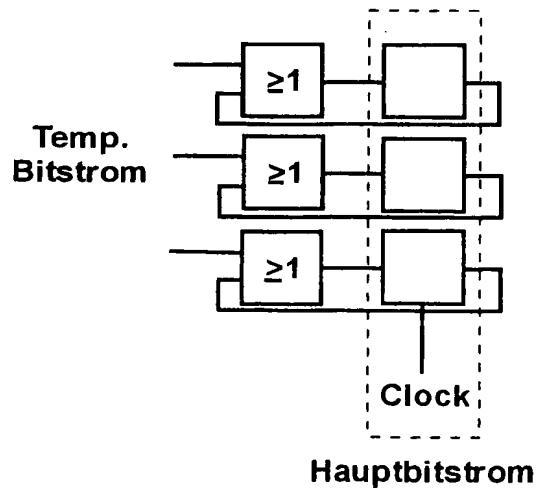 ≥1
Temp.
Bitstrom
≥1
≥1
Clock
Hauptbitstrom